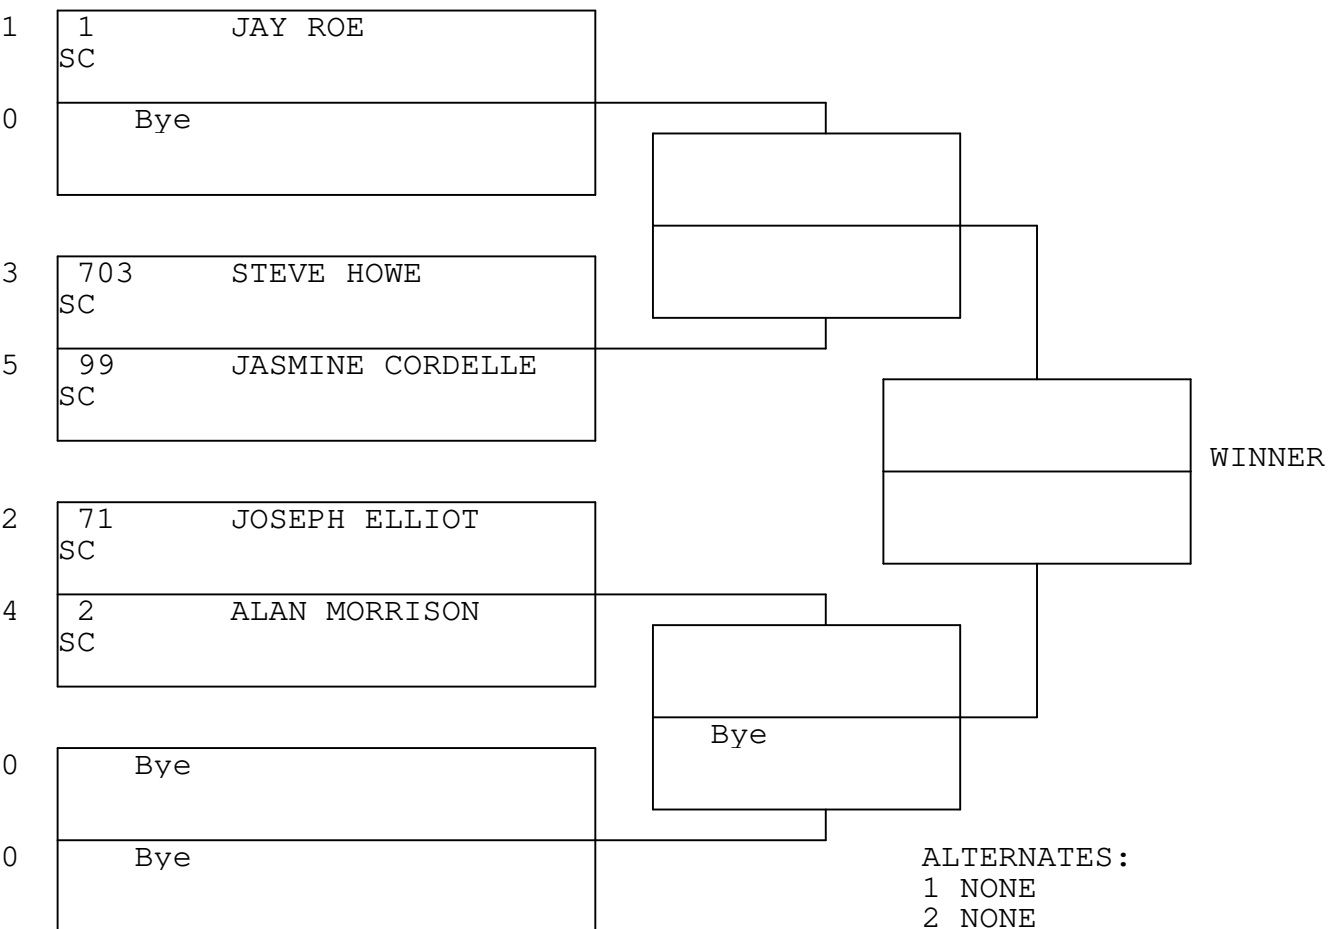 1 1 JAY ROE
SC
0 Bye
3 703 STEVE HOWE
SC
5 99 JASMINE CORDELLE
SC
WINNER
2 71 JOSEPH ELLIOT
SC
4 2 ALAN MORRISON
SC
Bye
0 Bye
0 Bye
ALTERNATES:
1 NONE
2 NONE